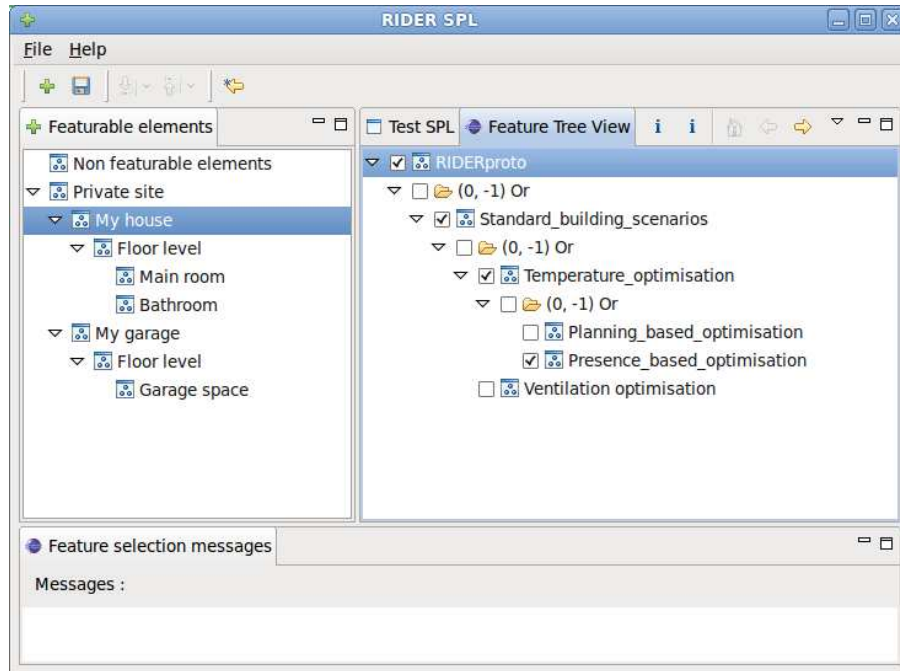 RIDER SPL
File Help
Featurable elements
Non featurable elements
Private site
My house
Floor level
Main room
Bathroom
My garage
Floor level
Garage space
Test SPL Feature Tree View i i
RIDERproto
(0, -1) Or
Standard_building_scenarios
(0, -1) Or
Temperature_optimisation
(0, -1) Or
Planning_based_optimisation
Presence_based_optimisation
Ventilation optimisation
Feature selection messages
Messages :